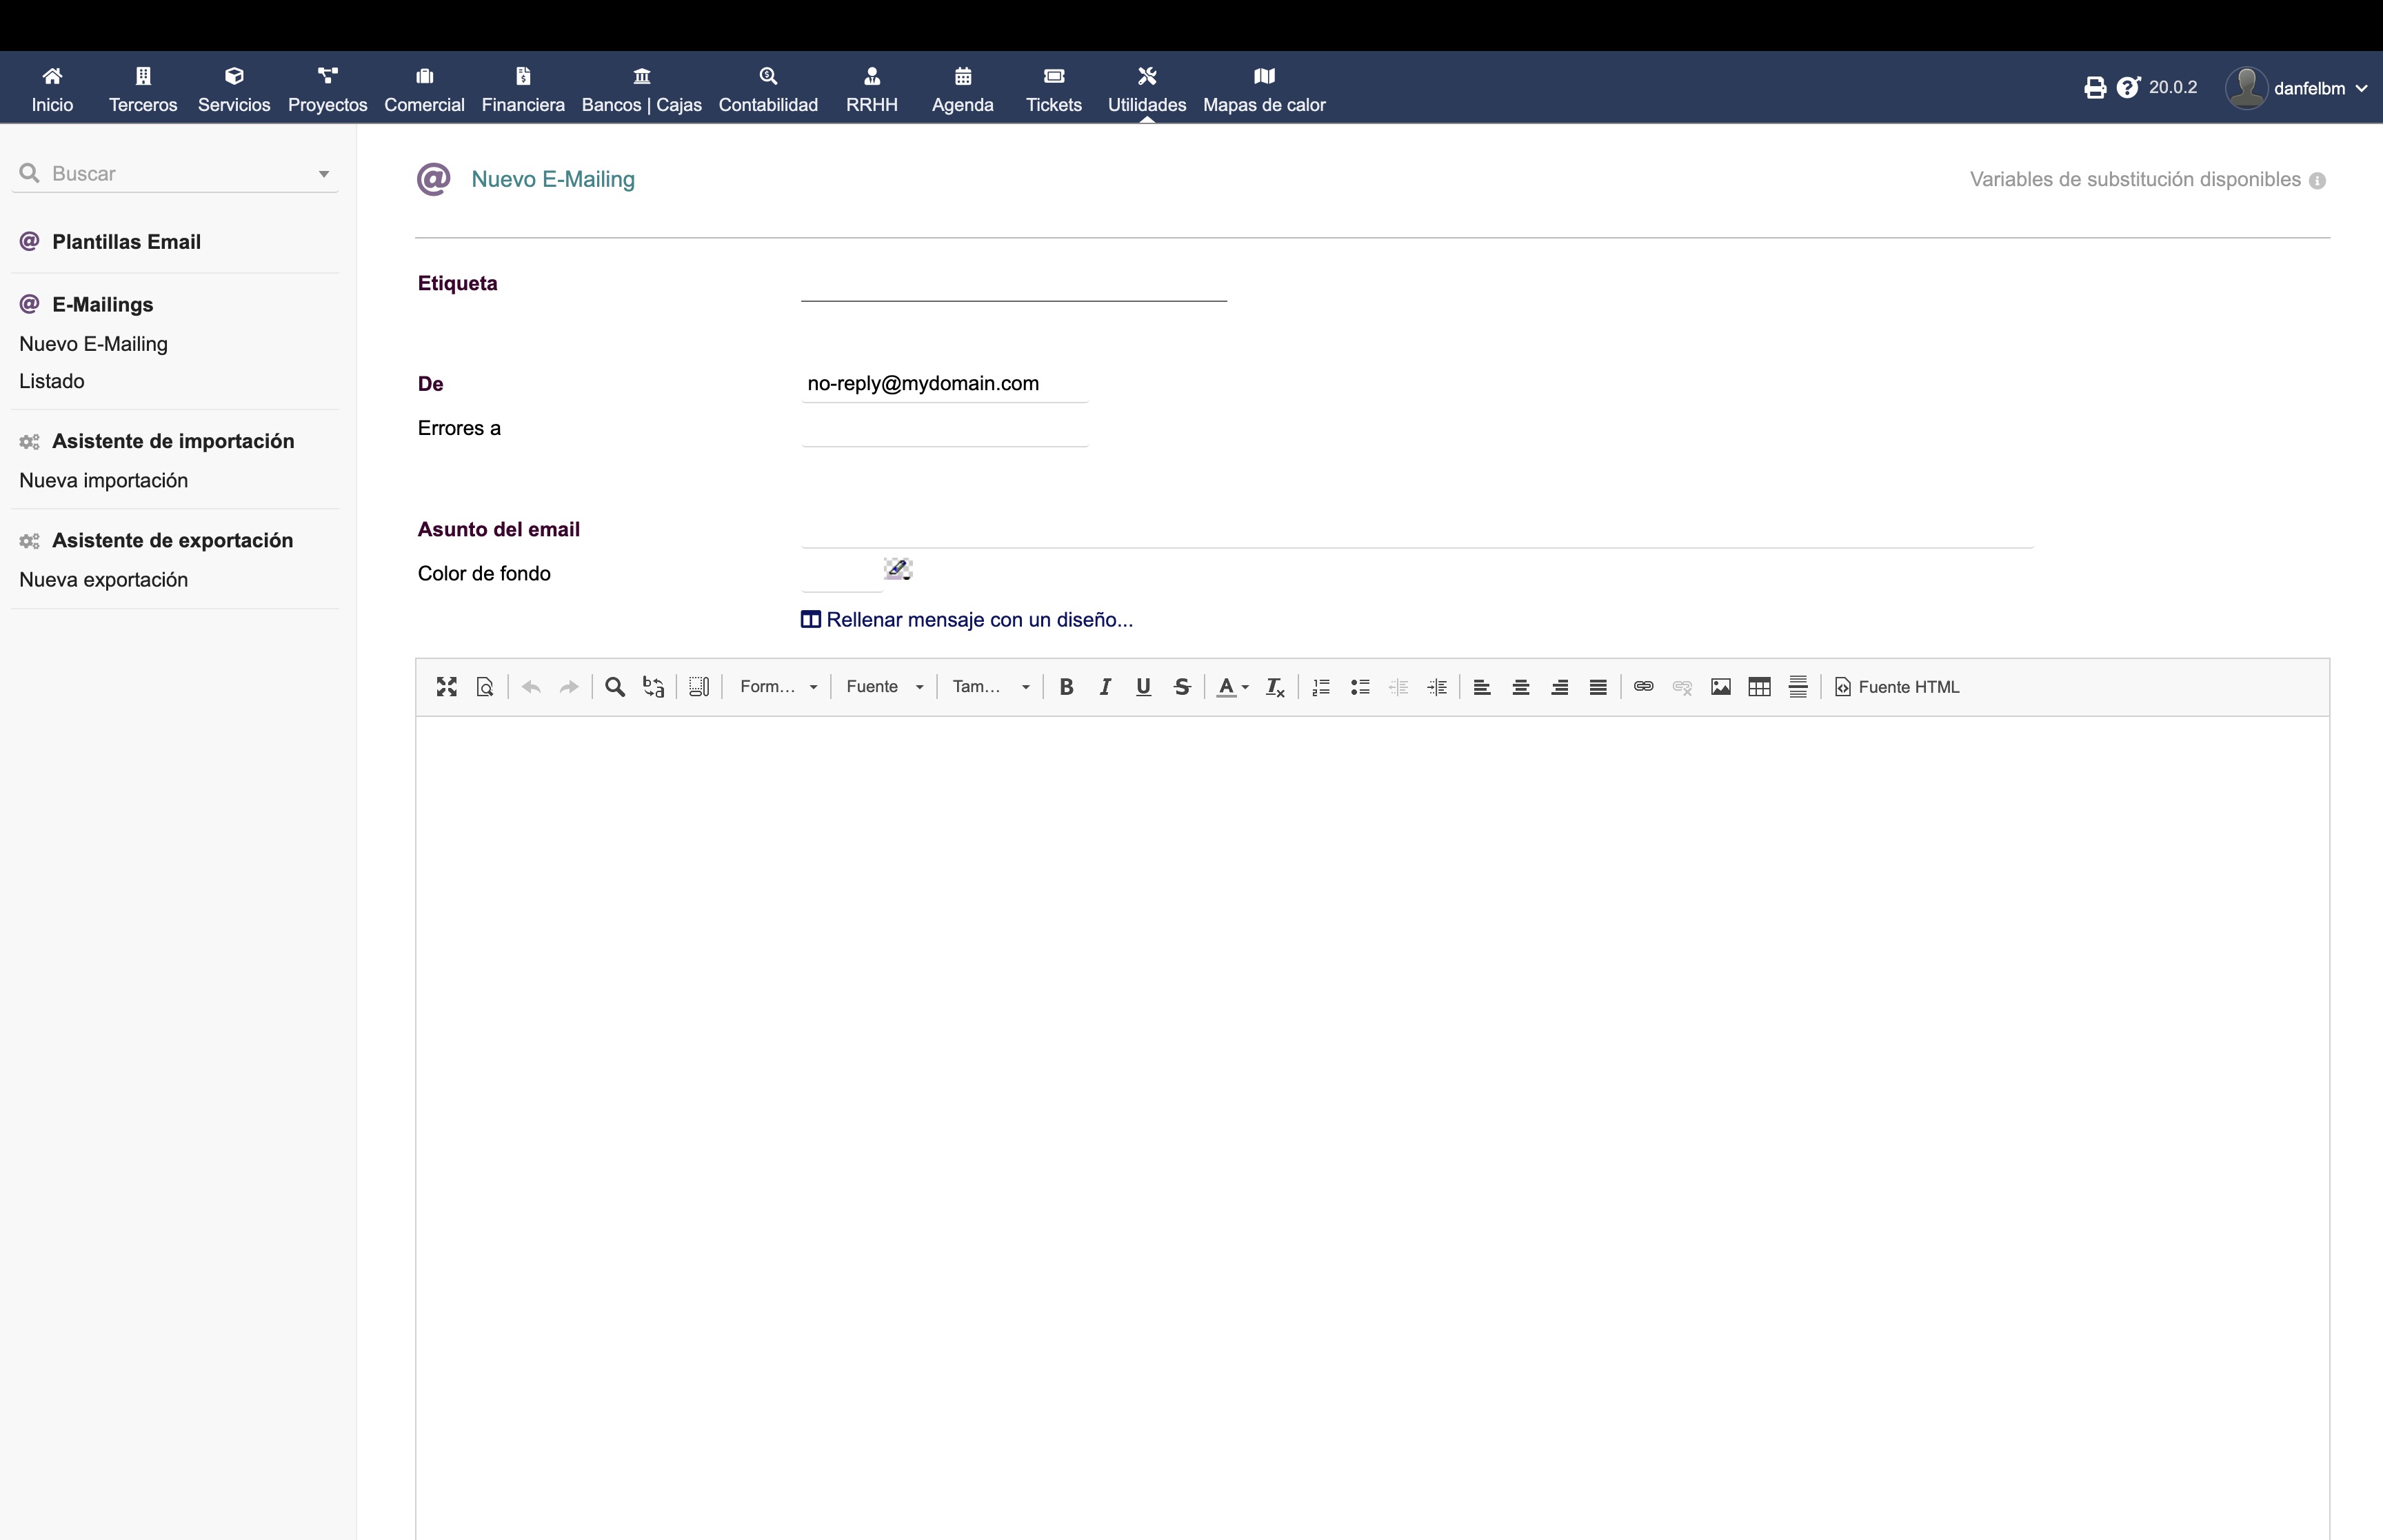 Inicio
Terceros
Servicios
Proyectos
Comercial
Financiera
Bancos | Cajas
Contabilidad
RRHH
Agenda
Tickets
Utilidades
Mapas de calor
20.0.2
danfelbm
Buscar
Plantillas Email
E-Mailings
Nuevo E-Mailing
Listado
Asistente de importación
Nueva importación
Asistente de exportación
Nueva exportación
Nuevo E-Mailing
Variables de substitución disponibles
Etiqueta
De no-reply@mydomain.com
Errores a
Asunto del email
Color de fondo
Rellenar mensaje con un diseño...
Form... Fuente Tam... Fuente HTML